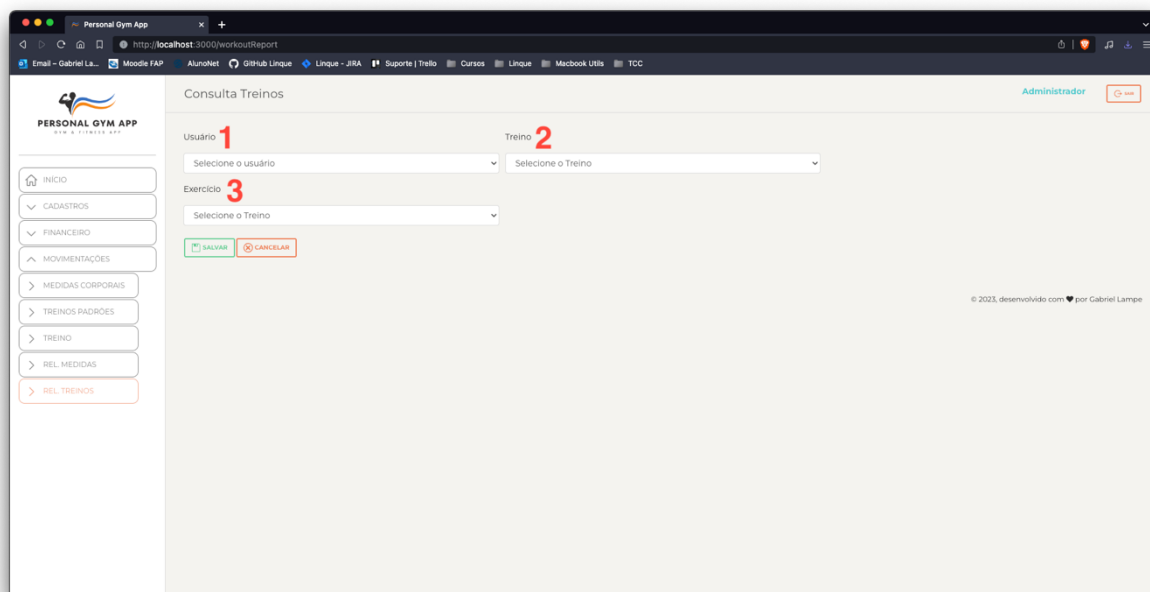 Personal Gym App
http://localhost:3000/workoutReport
Email – Gabriel La... Moodle FAP AlunoNet GitHub Linque Linque - JIRA Suporte | Trello Cursos Linque Macbook Utils TCC
PERSONAL GYM APP
GYM & FITNESS APP
Consulta Treinos
Administrador
SAIR
Usuário 1
Treino 2
Selecione o usuário
Selecione o Treino
Exercício 3
Selecione o Treino
SALVAR
CANCELAR
INÍCIO
CADASTROS
FINANCEIRO
MOVIMENTAÇÕES
MEDIDAS CORPORAIS
TREINOS PADRÕES
TREINO
REL. MEDIDAS
REL. TREINOS
© 2023, desenvolvido com ♥ por Gabriel Lampe